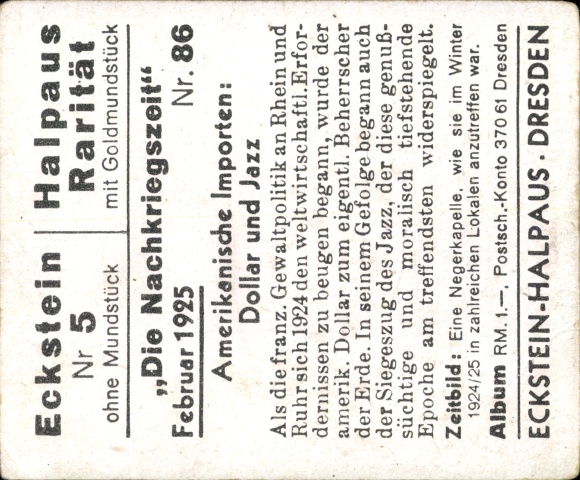 Eckstein Halpaus
Nr 5 Rarität
ohne Mundstück mit Goldmundstück
„Die Nachkriegszeit“
Februar 1925 Nr. 86
Amerikanische Importen:
Dollar und Jazz
Als die franz. Gewaltpolitik an Rhein und
Ruhr sich 1924 den weltwirtschaftl. Erfor-
dernissen zu beugen begann, wurde der
amerik. Dollar zum eigentl. Beherrscher
der Erde. In seinem Gefolge begann auch
der Siegeszug des Jazz, der diese genuß-
süchtige und moralisch tiefstehende
Epoche am treffendsten widerspiegelt.
Zeitbild: Eine Negerkapelle, wie sie im Winter
1924/25 in zahlreichen Lokalen anzutreffen war.
Album RM. 1.—, Postsch.-Konto 370 61 Dresden
ECKSTEIN-HALPAUS · DRESDEN